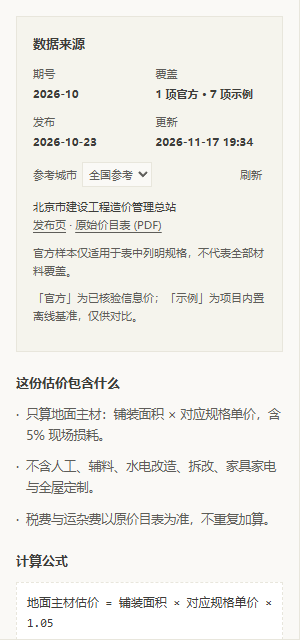 数据来源
期号
覆盖
2026-10
1 项官方 • 7 项示例
发布
更新
2026-10-23
2026-11-17 19:34
参考城市 全国参考 刷新
北京市建设工程造价管理总站
发布页 · 原始价目表 (PDF)
官方样本仅适用于表中列明规格，不代表全部材
料覆盖。
「官方」为已核验信息价；「示例」为项目内置
离线基准，仅供对比。
这份估价包含什么
· 只算地面主材：铺装面积 × 对应规格单价，含
5% 现场损耗。
· 不含人工、辅料、水电改造、拆改、家具家电
与全屋定制。
· 税费与运杂费以原价目表为准，不重复加算。
计算公式
地面主材估价 = 铺装面积 × 对应规格单价 ×
1.05